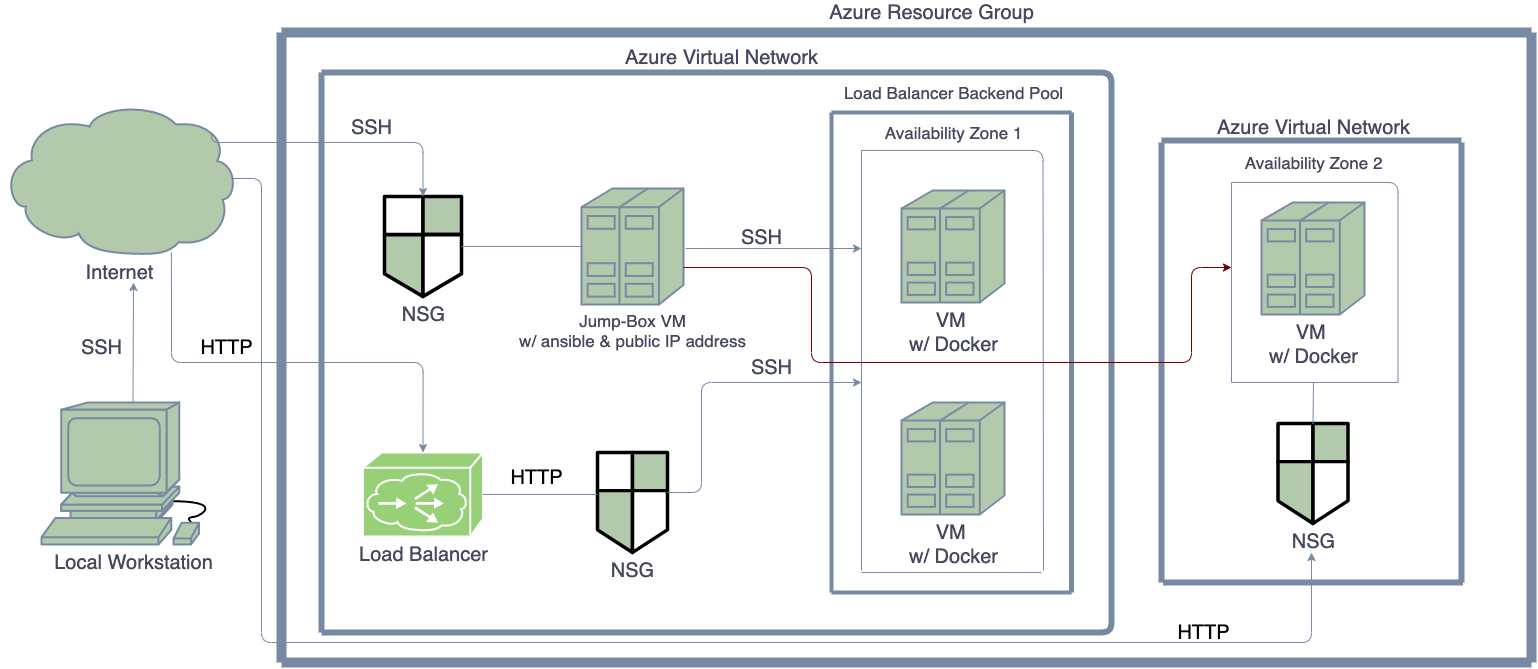 Azure Resource Group
Azure Virtual Network
Load Balancer Backend Pool
Availability Zone 1
Azure Virtual Network
Availability Zone 2
SSH
Internet
NSG
Jump-Box VM
w/ ansible & public IP address
SSH
VM
w/ Docker
VM
w/ Docker
SSH
HTTP
SSH
Local Workstation
Load Balancer
HTTP
NSG
VM
w/ Docker
NSG
HTTP